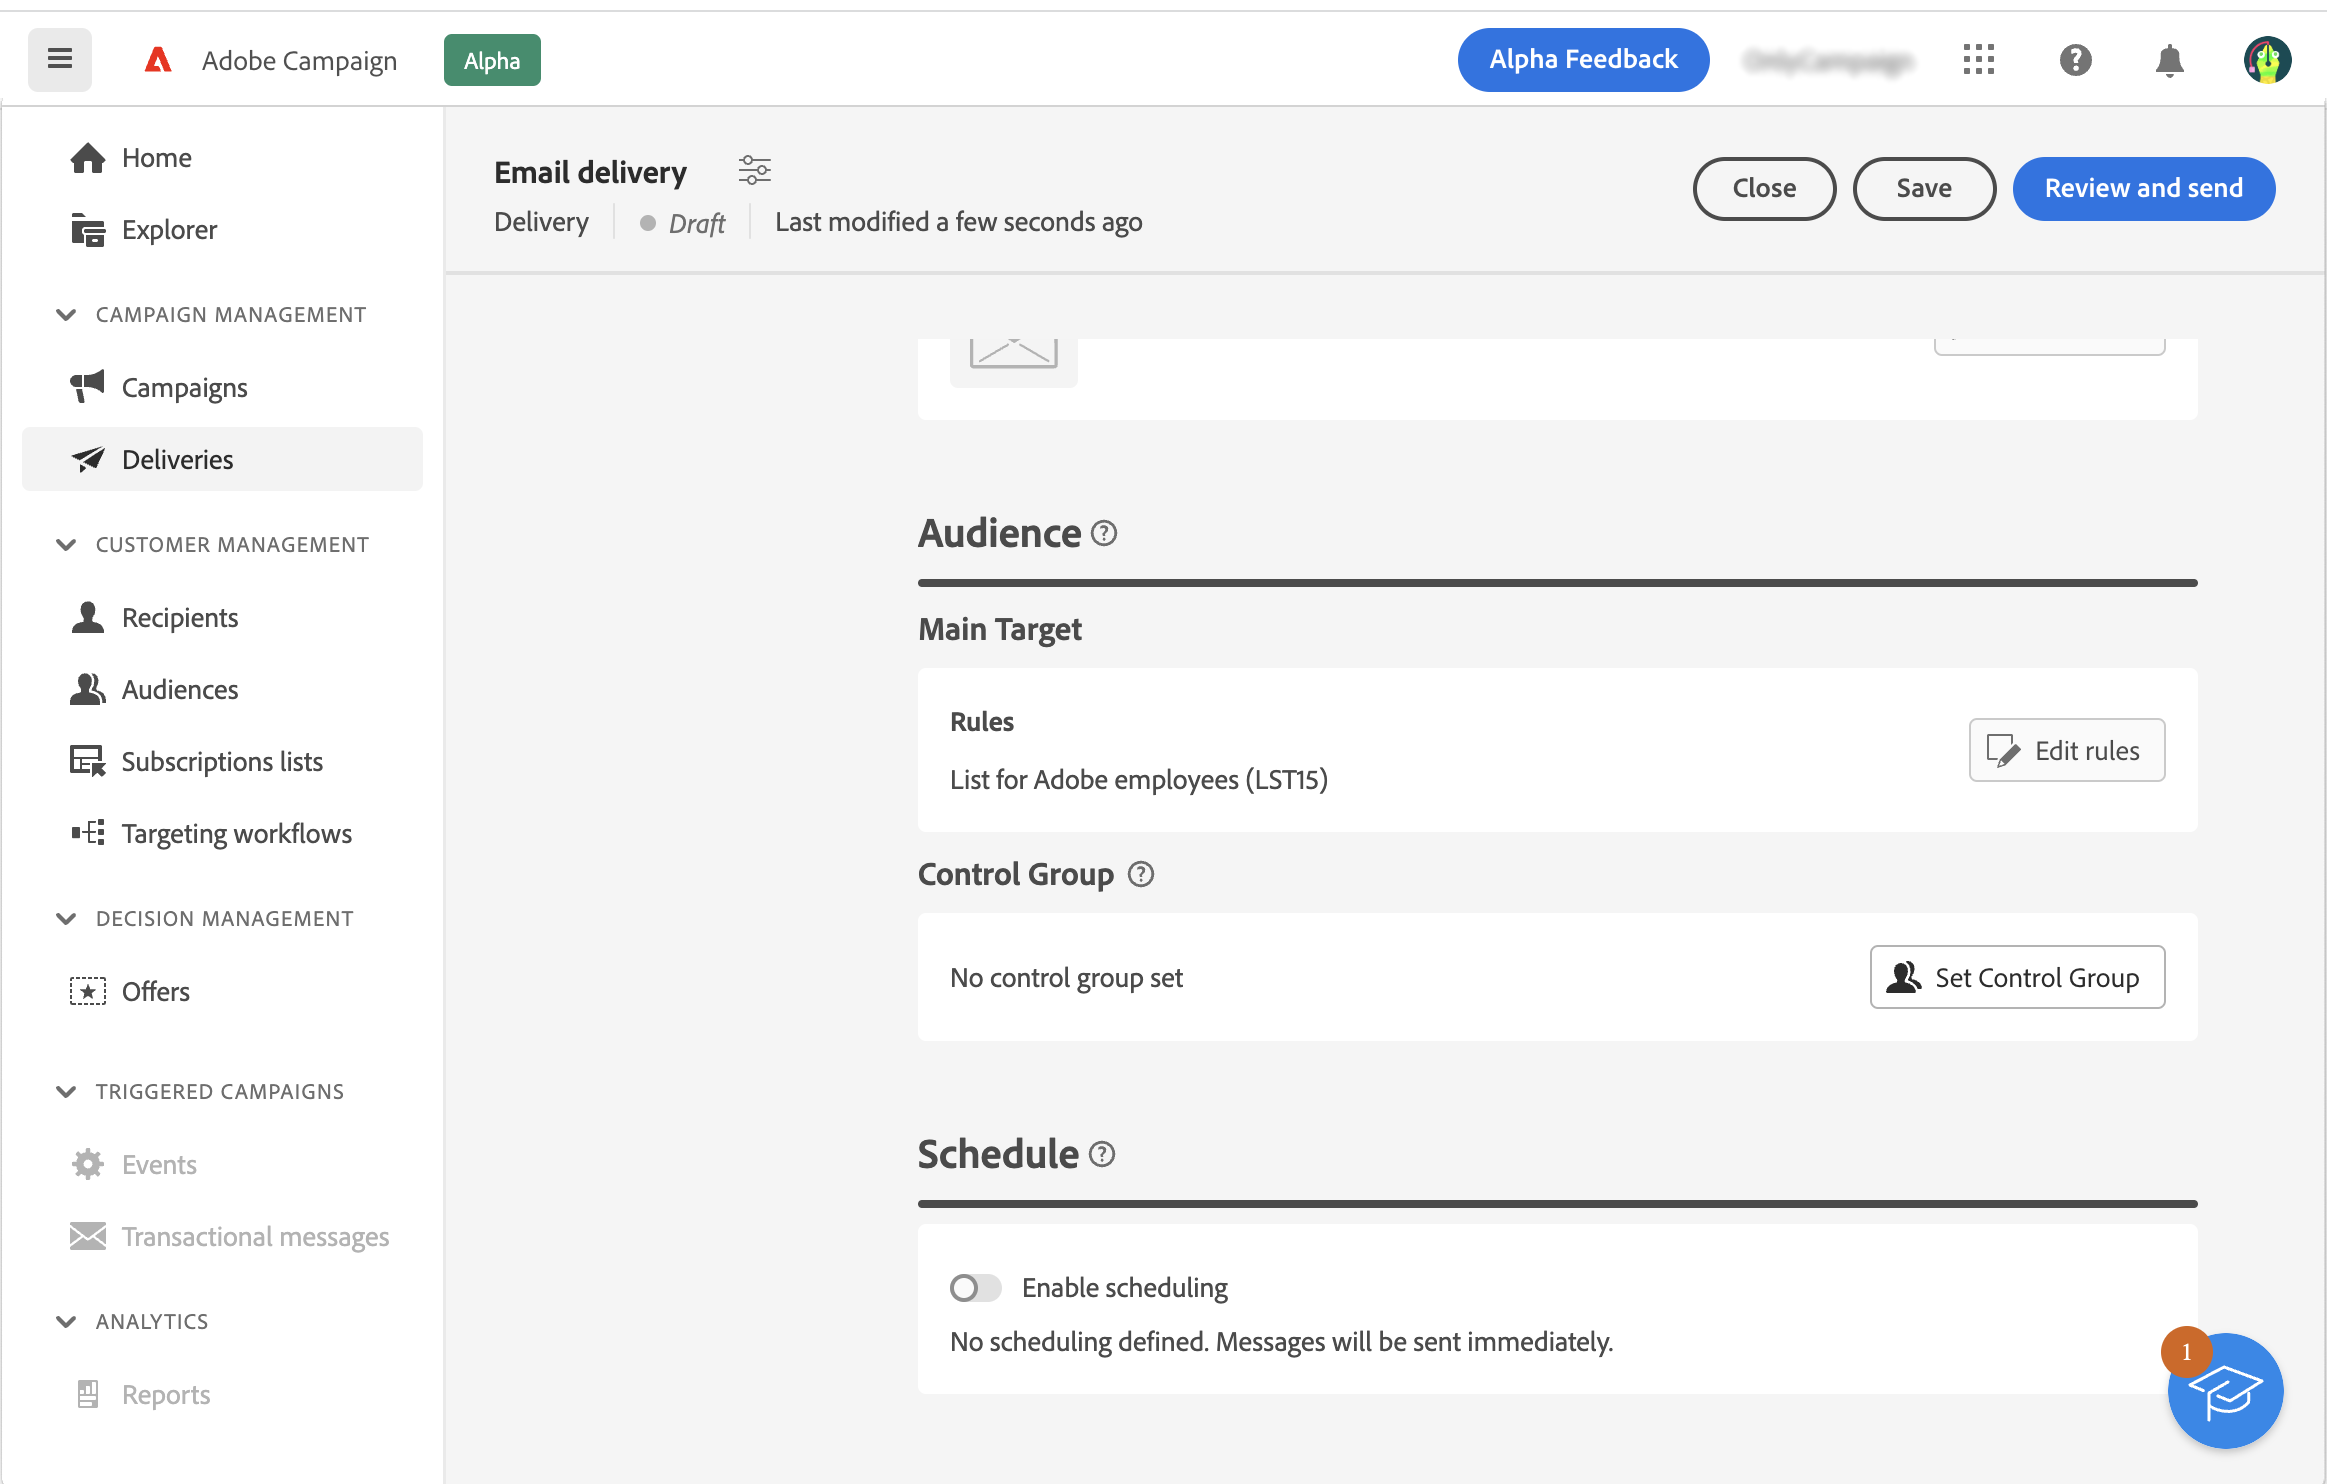 Adobe Campaign
Alpha
Alpha Feedback
Home
Explorer
CAMPAIGN MANAGEMENT
Campaigns
Deliveries
CUSTOMER MANAGEMENT
Recipients
Audiences
Subscriptions lists
Targeting workflows
DECISION MANAGEMENT
Offers
TRIGGERED CAMPAIGNS
Events
Transactional messages
ANALYTICS
Reports
Email delivery
Delivery
Draft
Last modified a few seconds ago
Close
Save
Review and send
Audience
Main Target
Rules
List for Adobe employees (LST15)
Edit rules
Control Group
No control group set
Set Control Group
Schedule
Enable scheduling
No scheduling defined. Messages will be sent immediately.
1